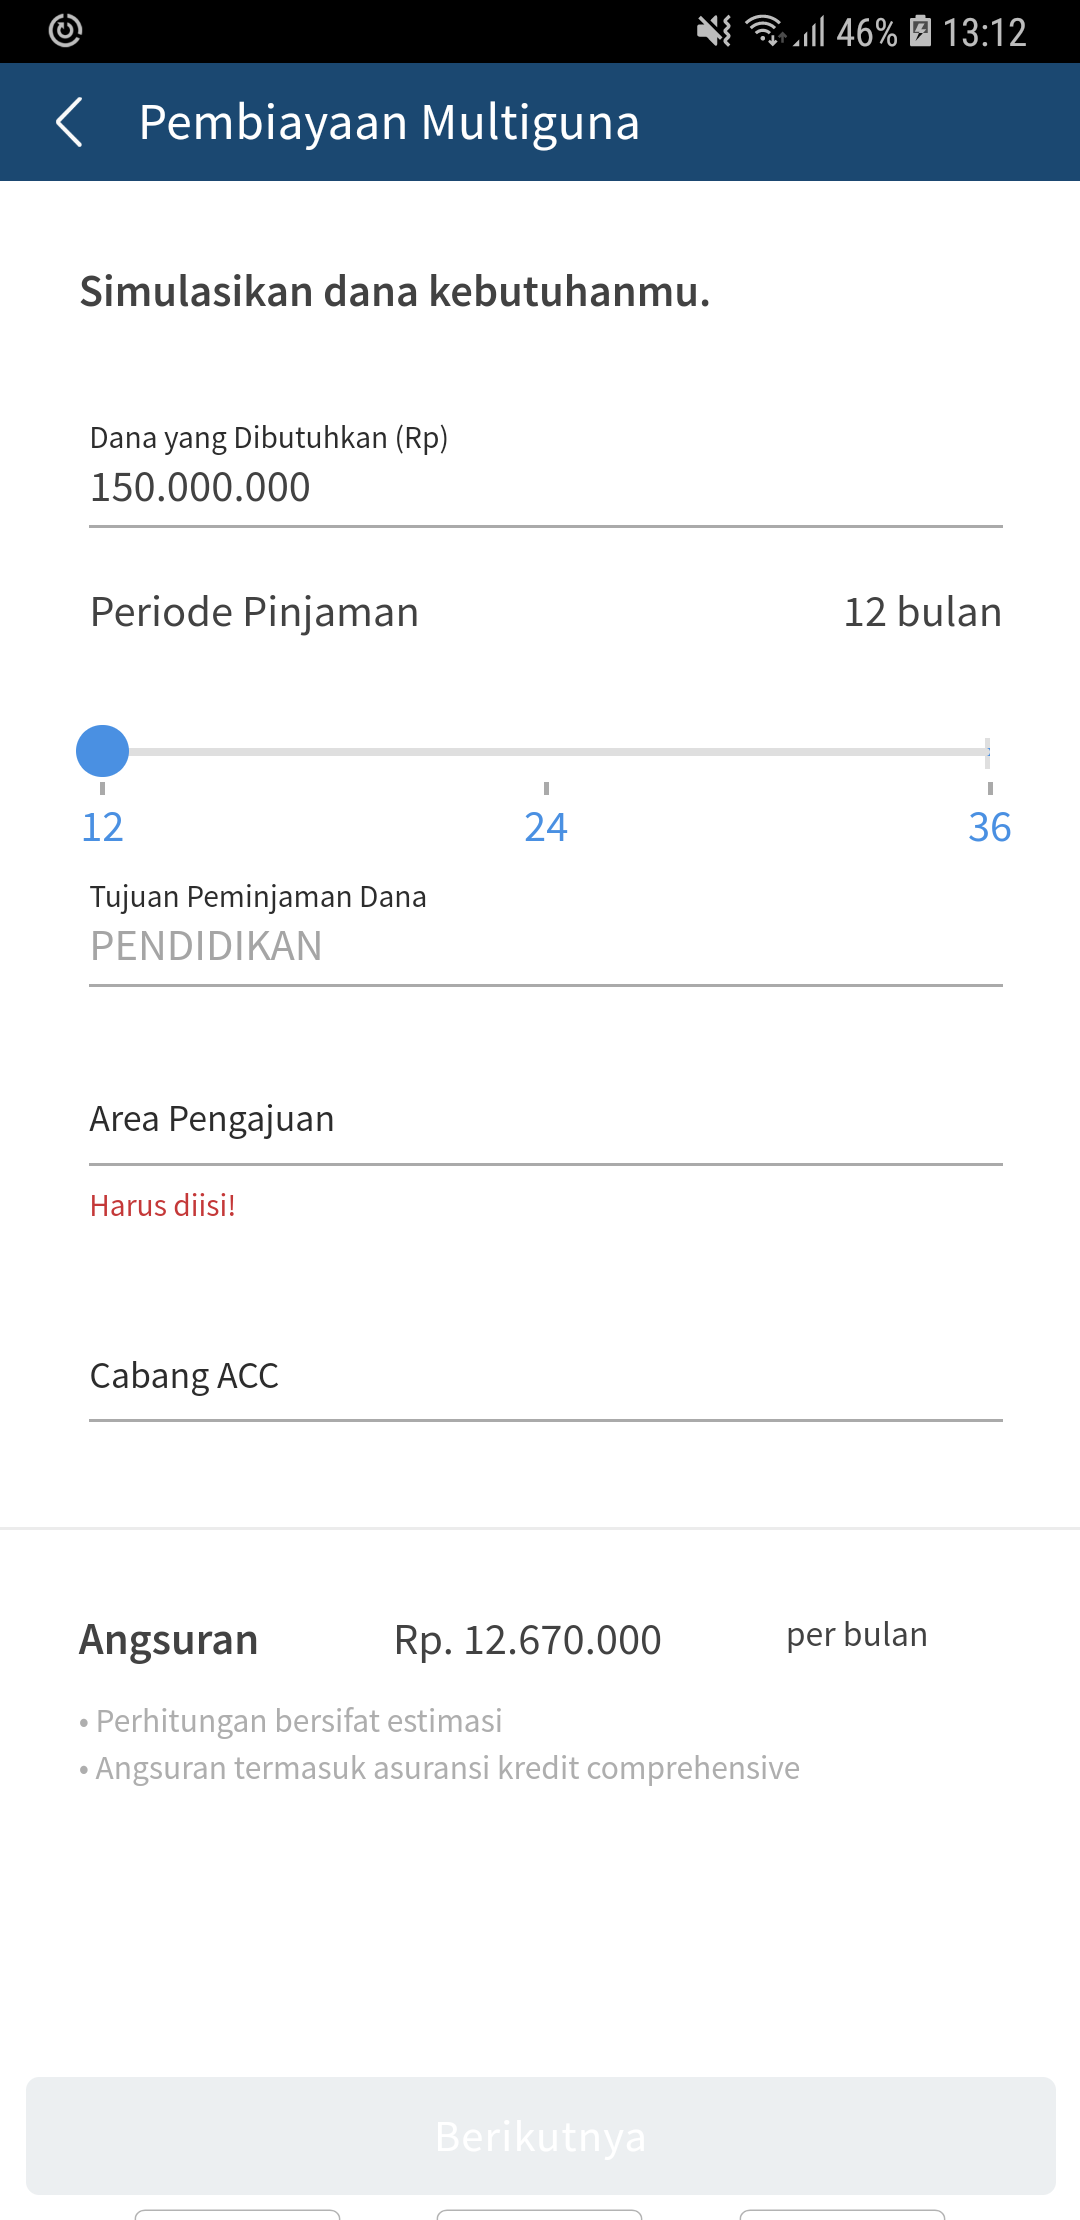 46% 13:12
Pembiayaan Multiguna
Simulasikan dana kebutuhanmu.
Dana yang Dibutuhkan (Rp)
150.000.000
Periode Pinjaman 12 bulan
12 24 36
Tujuan Peminjaman Dana
PENDIDIKAN
Area Pengajuan
Harus diisi!
Cabang ACC
Angsuran Rp. 12.670.000 per bulan
• Perhitungan bersifat estimasi
• Angsuran termasuk asuransi kredit comprehensive
Berikutnya